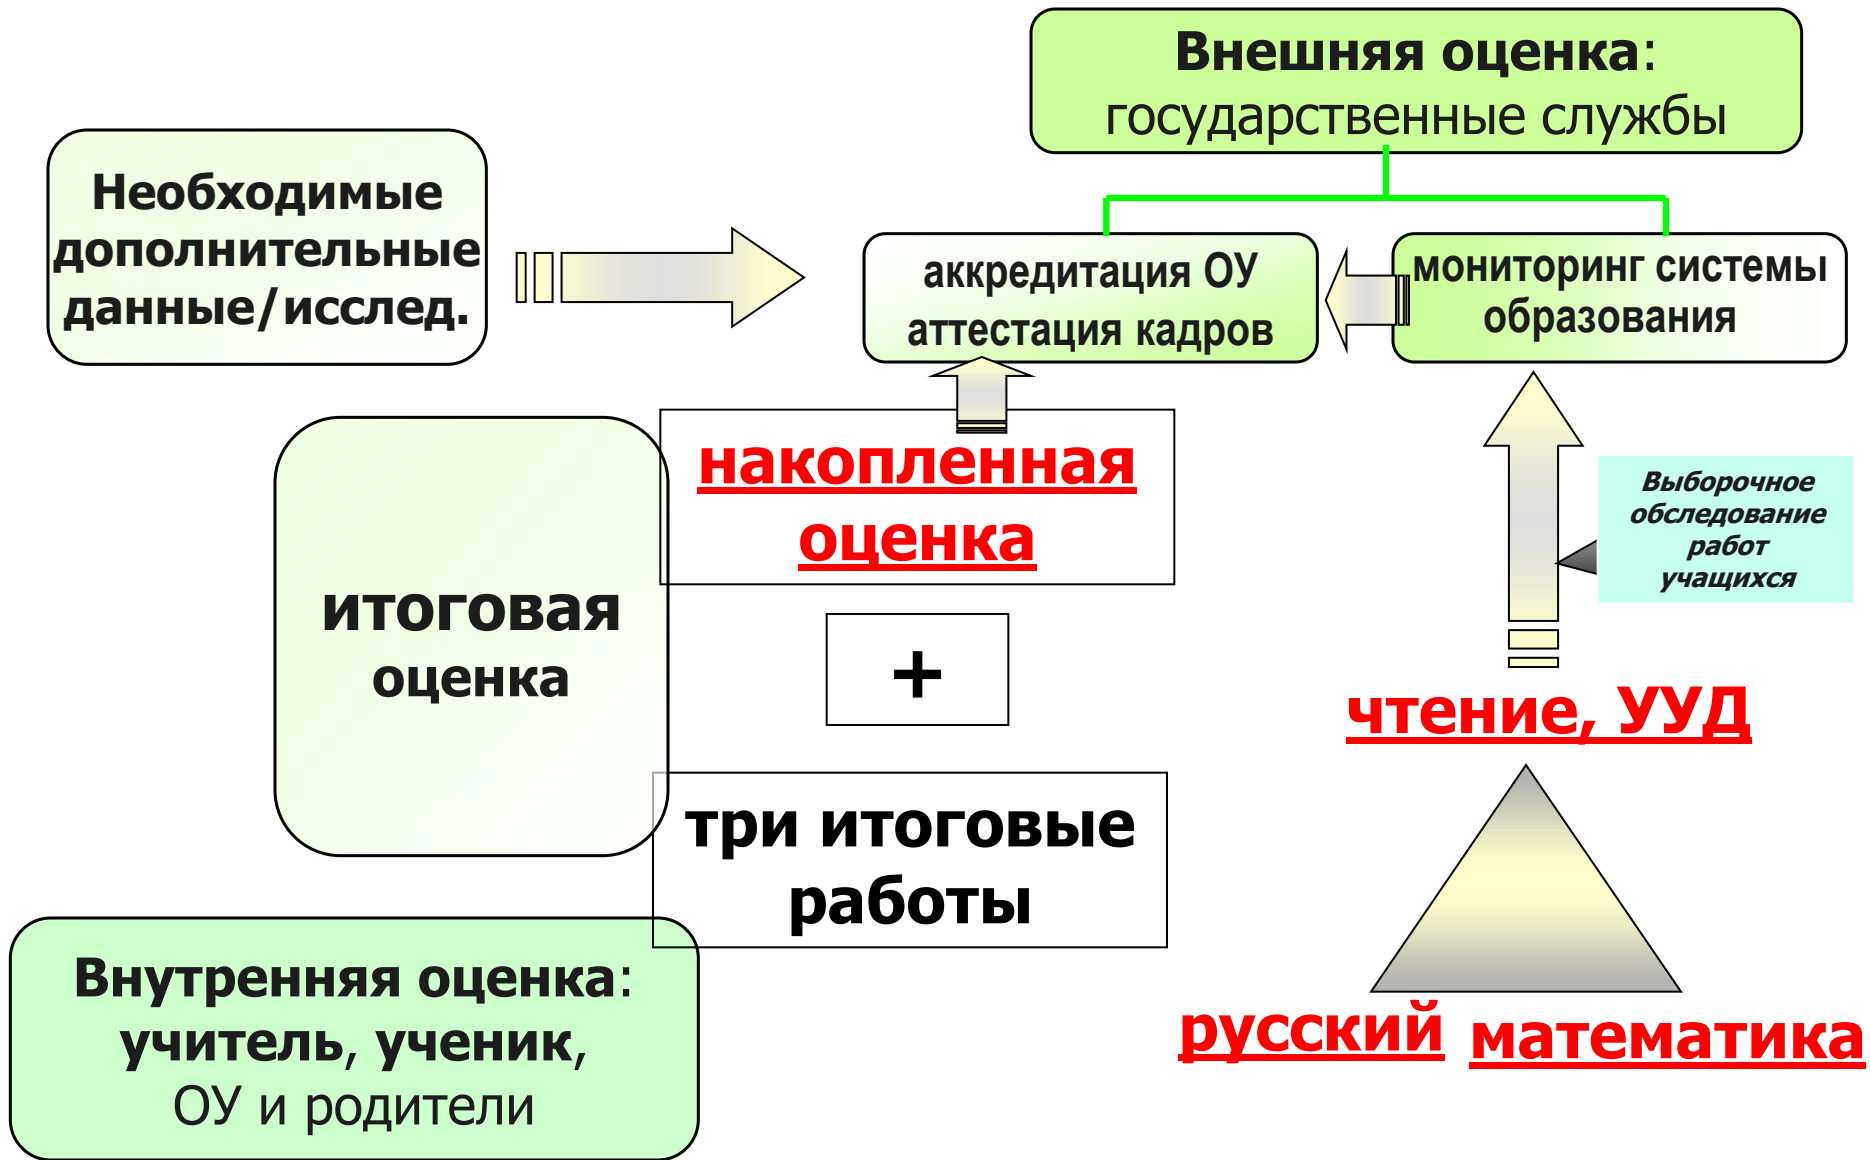 Внешняя оценка:
государственные службы
Необходимые
дополнительные
данные/исслед.
аккредитация ОУ
аттестация кадров
мониторинг системы
образования
накопленная
оценка
Выборочное
обследование
работ
учащихся
итоговая
оценка
+
чтение, УУД
три итоговые
работы
Внутренняя оценка:
учитель, ученик,
ОУ и родители
русский
математика